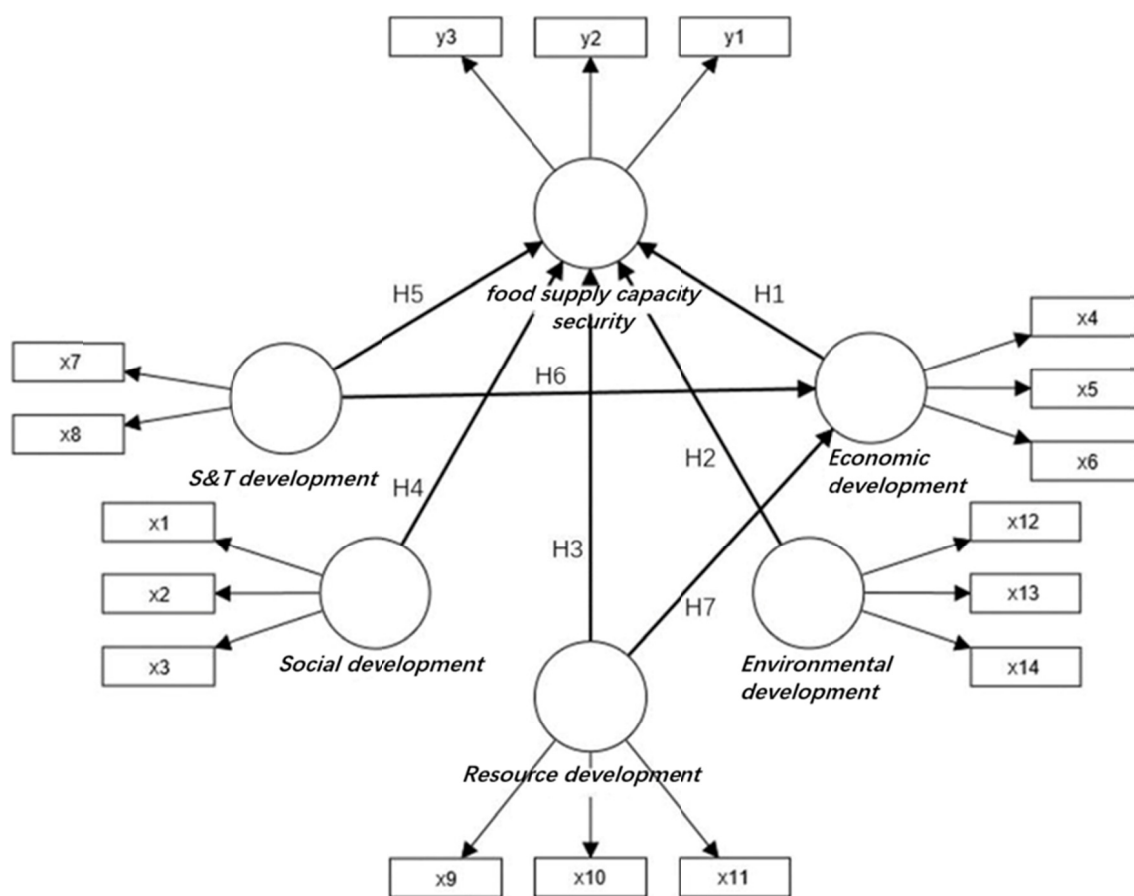 y3
y2
y1
H5
food supply capacity
security
H1
x4
x7
H6
x5
x8
S&T development
H4
H2
Economic
development
x6
x1
x12
x2
H3
H7
x13
x3
Social development
Environmental
development
x14
Resource development
x9
x10
x11